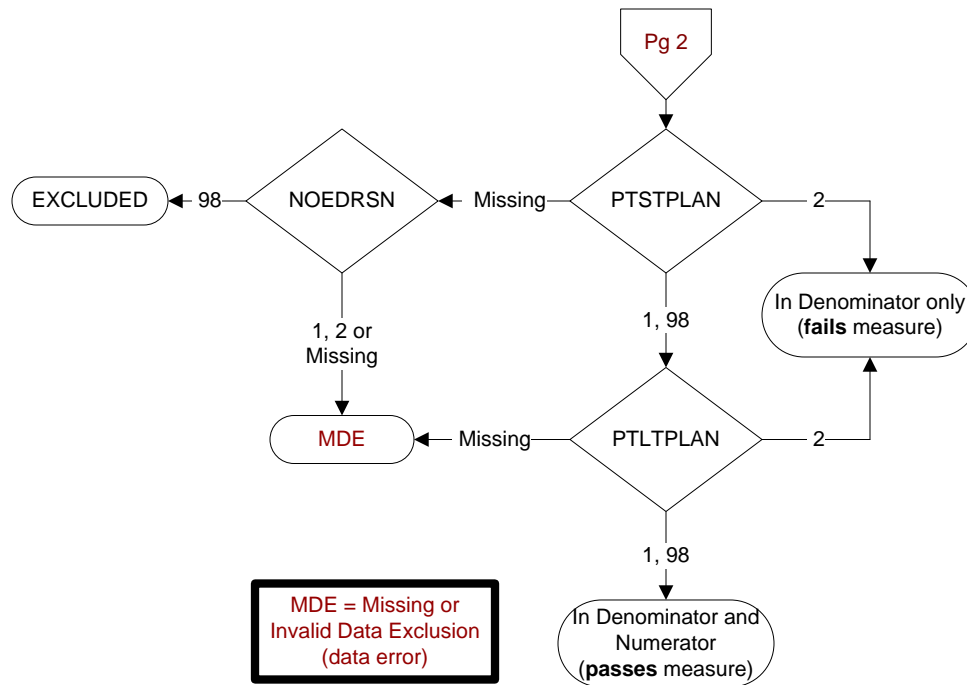 Pg 2
EXCLUDED
98
NOEDRSN
Missing
PTSTPLAN
2
In Denominator only
(fails measure)
1, 2 or
Missing
1, 98
MDE
Missing
PTLTPLAN
2
1, 98
MDE = Missing or
Invalid Data Exclusion
(data error)
In Denominator and
Numerator
(passes measure)